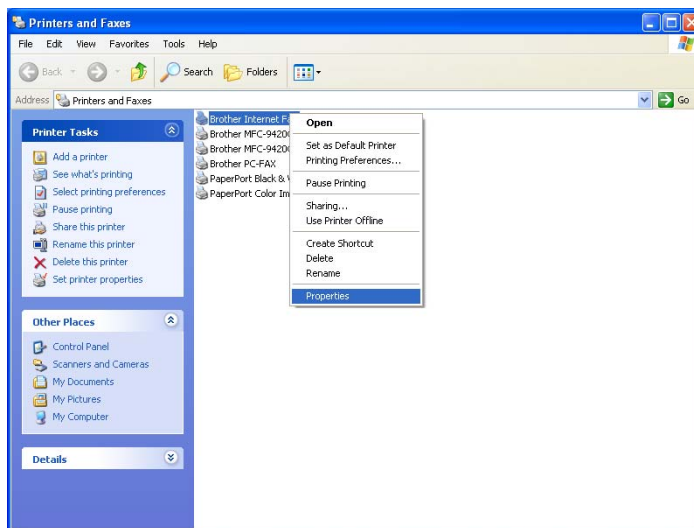 Printers and Faxes
File Edit View Favorites Tools Help
Back Search Folders
Address Printers and Faxes Go
Printer Tasks
Add a printer
See what's printing
Select printing preferences
Pause printing
Share this printer
Rename this printer
Delete this printer
Set printer properties
Other Places
Control Panel
Scanners and Cameras
My Documents
My Pictures
My Computer
Details
Brother Internet
Brother MFC-9420
Brother MFC-9420
Brother PC-FAX
PaperPort Black &
PaperPort Color Im
Open
Set as Default Printer
Printing Preferences...
Pause Printing
Sharing...
Use Printer Offline
Create Shortcut
Delete
Rename
Properties